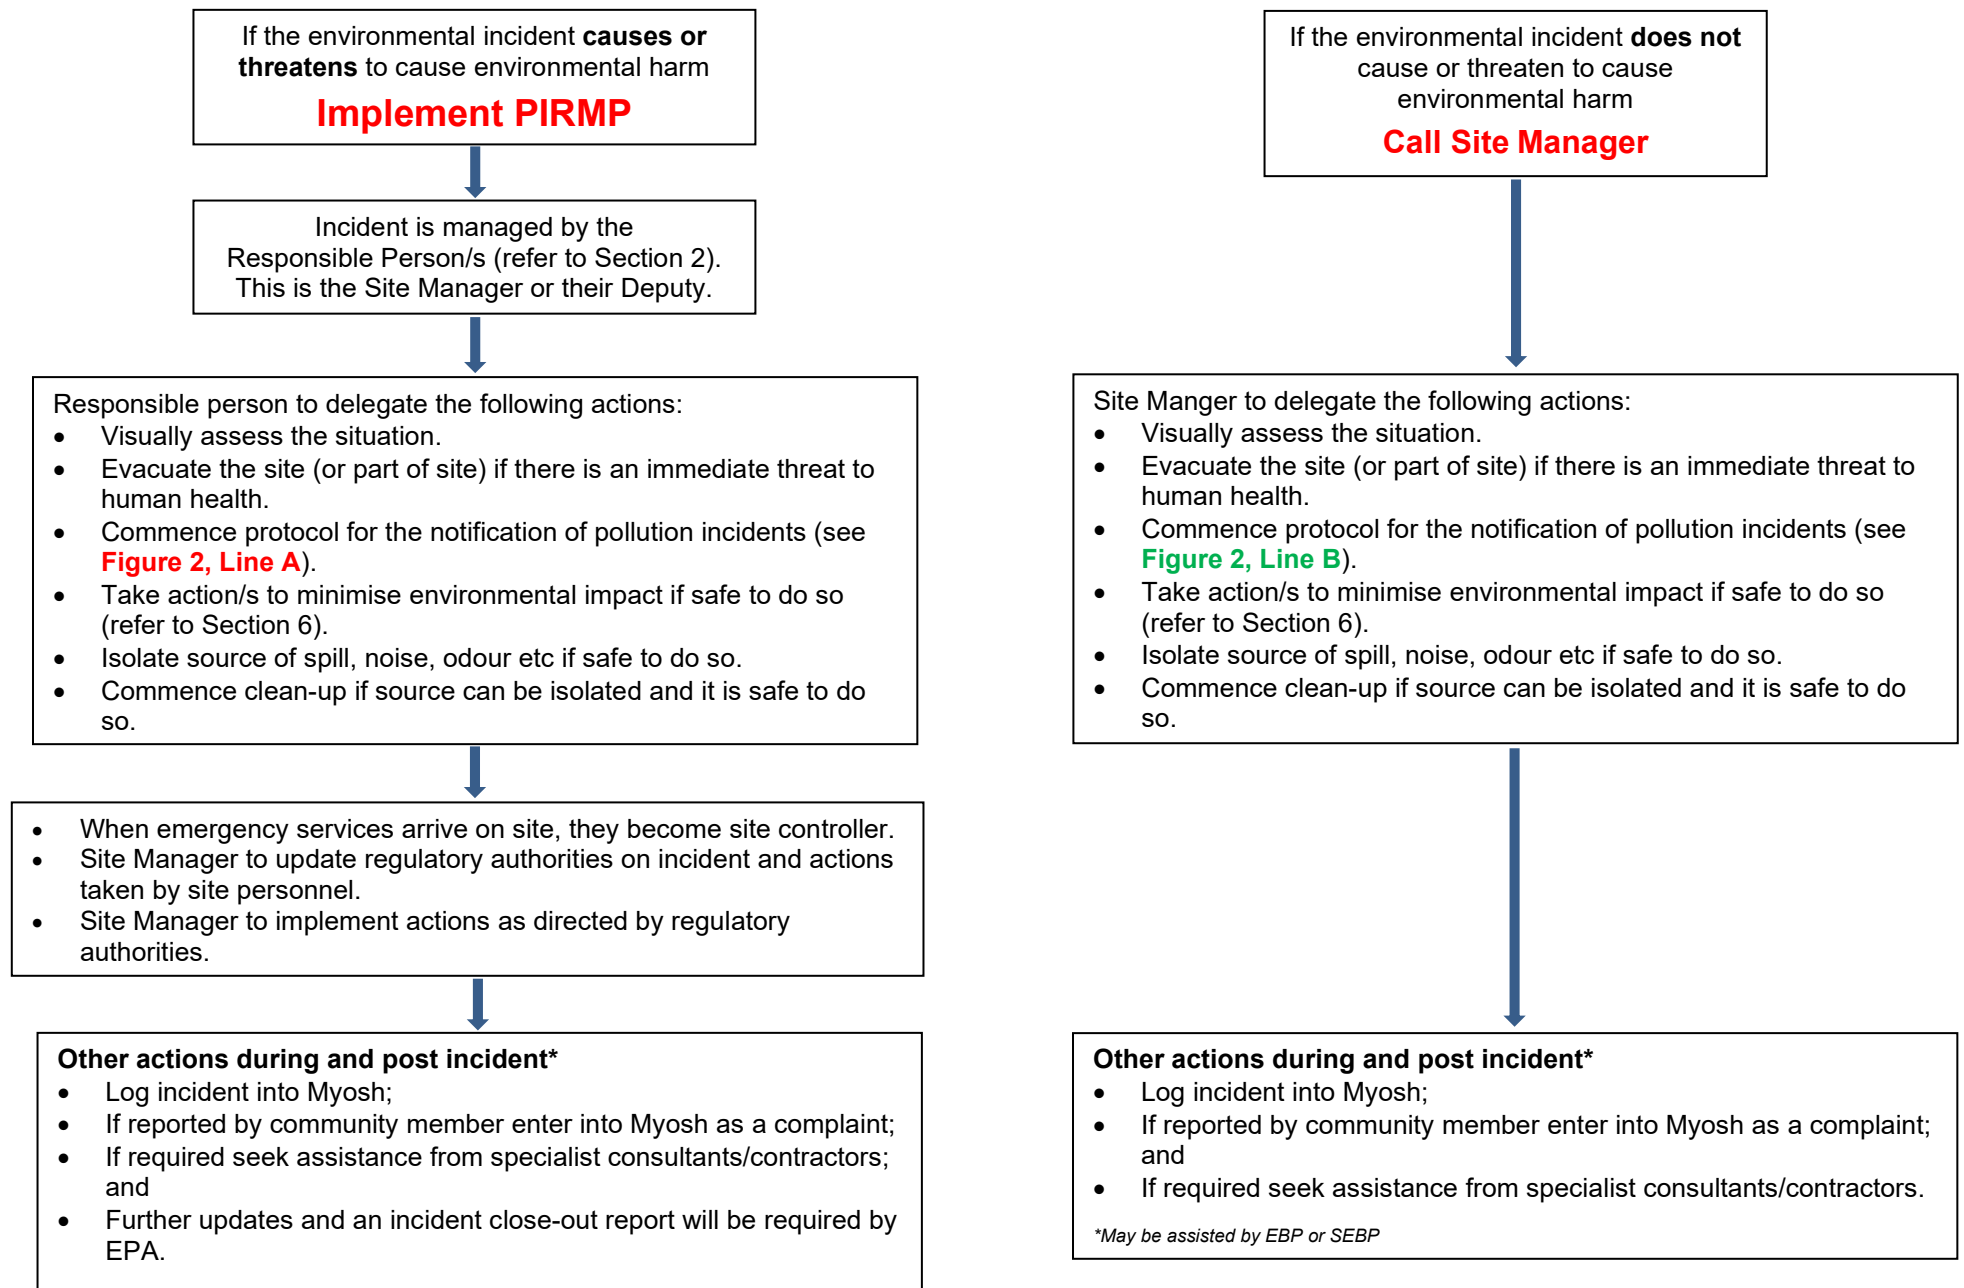 If the environmental incident causes or
threatens to cause environmental harm
Implement PIRMP
Incident is managed by the
Responsible Person/s (refer to Section 2).
This is the Site Manager or their Deputy.
Responsible person to delegate the following actions:
• Visually assess the situation.
• Evacuate the site (or part of site) if there is an immediate threat to
human health.
• Commence protocol for the notification of pollution incidents (see
Figure 2, Line A).
• Take action/s to minimise environmental impact if safe to do so
(refer to Section 6).
• Isolate source of spill, noise, odour etc if safe to do so.
• Commence clean-up if source can be isolated and it is safe to do
so.
• When emergency services arrive on site, they become site controller.
• Site Manager to update regulatory authorities on incident and actions
taken by site personnel.
• Site Manager to implement actions as directed by regulatory
authorities.
Other actions during and post incident*
• Log incident into Myosh;
• If reported by community member enter into Myosh as a complaint;
• If required seek assistance from specialist consultants/contractors;
and
• Further updates and an incident close-out report will be required by
EPA.
If the environmental incident does not
cause or threaten to cause
environmental harm
Call Site Manager
Site Manger to delegate the following actions:
• Visually assess the situation.
• Evacuate the site (or part of site) if there is an immediate threat to
human health.
• Commence protocol for the notification of pollution incidents (see
Figure 2, Line B).
• Take action/s to minimise environmental impact if safe to do so
(refer to Section 6).
• Isolate source of spill, noise, odour etc if safe to do so.
• Commence clean-up if source can be isolated and it is safe to do
so.
Other actions during and post incident*
• Log incident into Myosh;
• If reported by community member enter into Myosh as a complaint;
and
• If required seek assistance from specialist consultants/contractors.
*May be assisted by EBP or SEBP